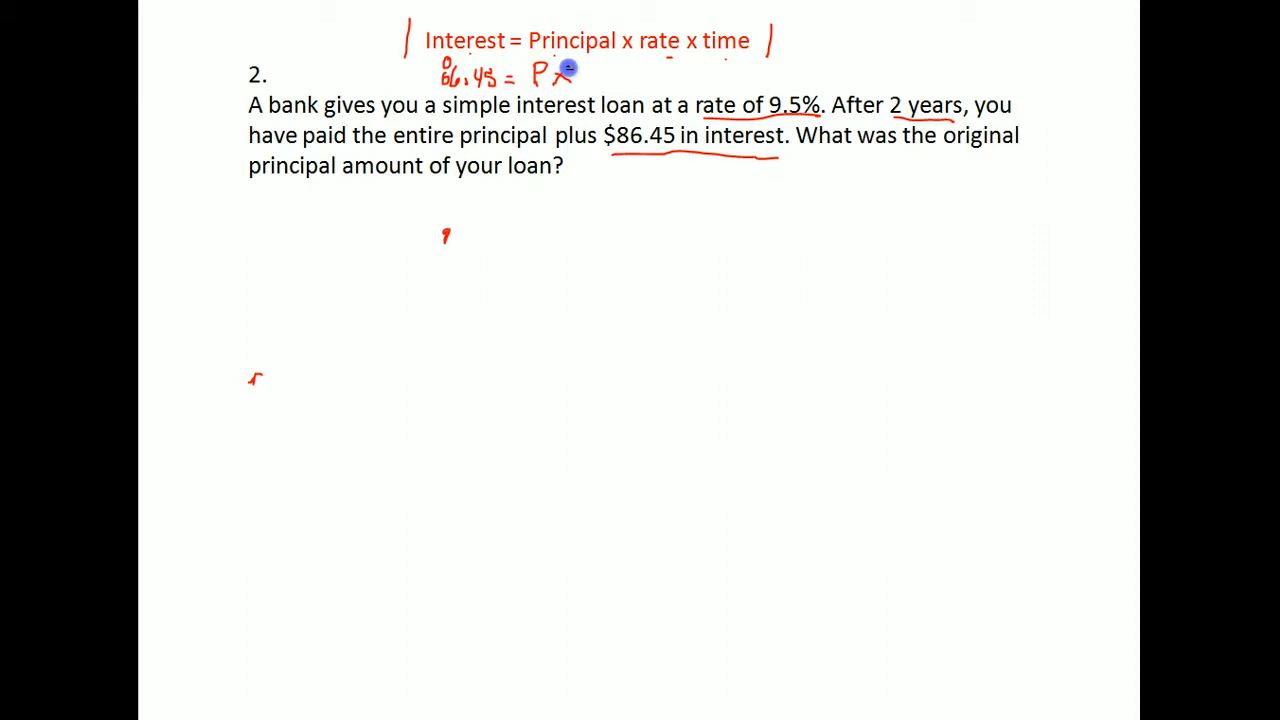 | Interest = Principal x rate x time |
2.
86.45 = P x
A bank gives you a simple interest loan at a rate of 9.5%. After 2 years, you
have paid the entire principal plus $86.45 in interest. What was the original
principal amount of your loan?